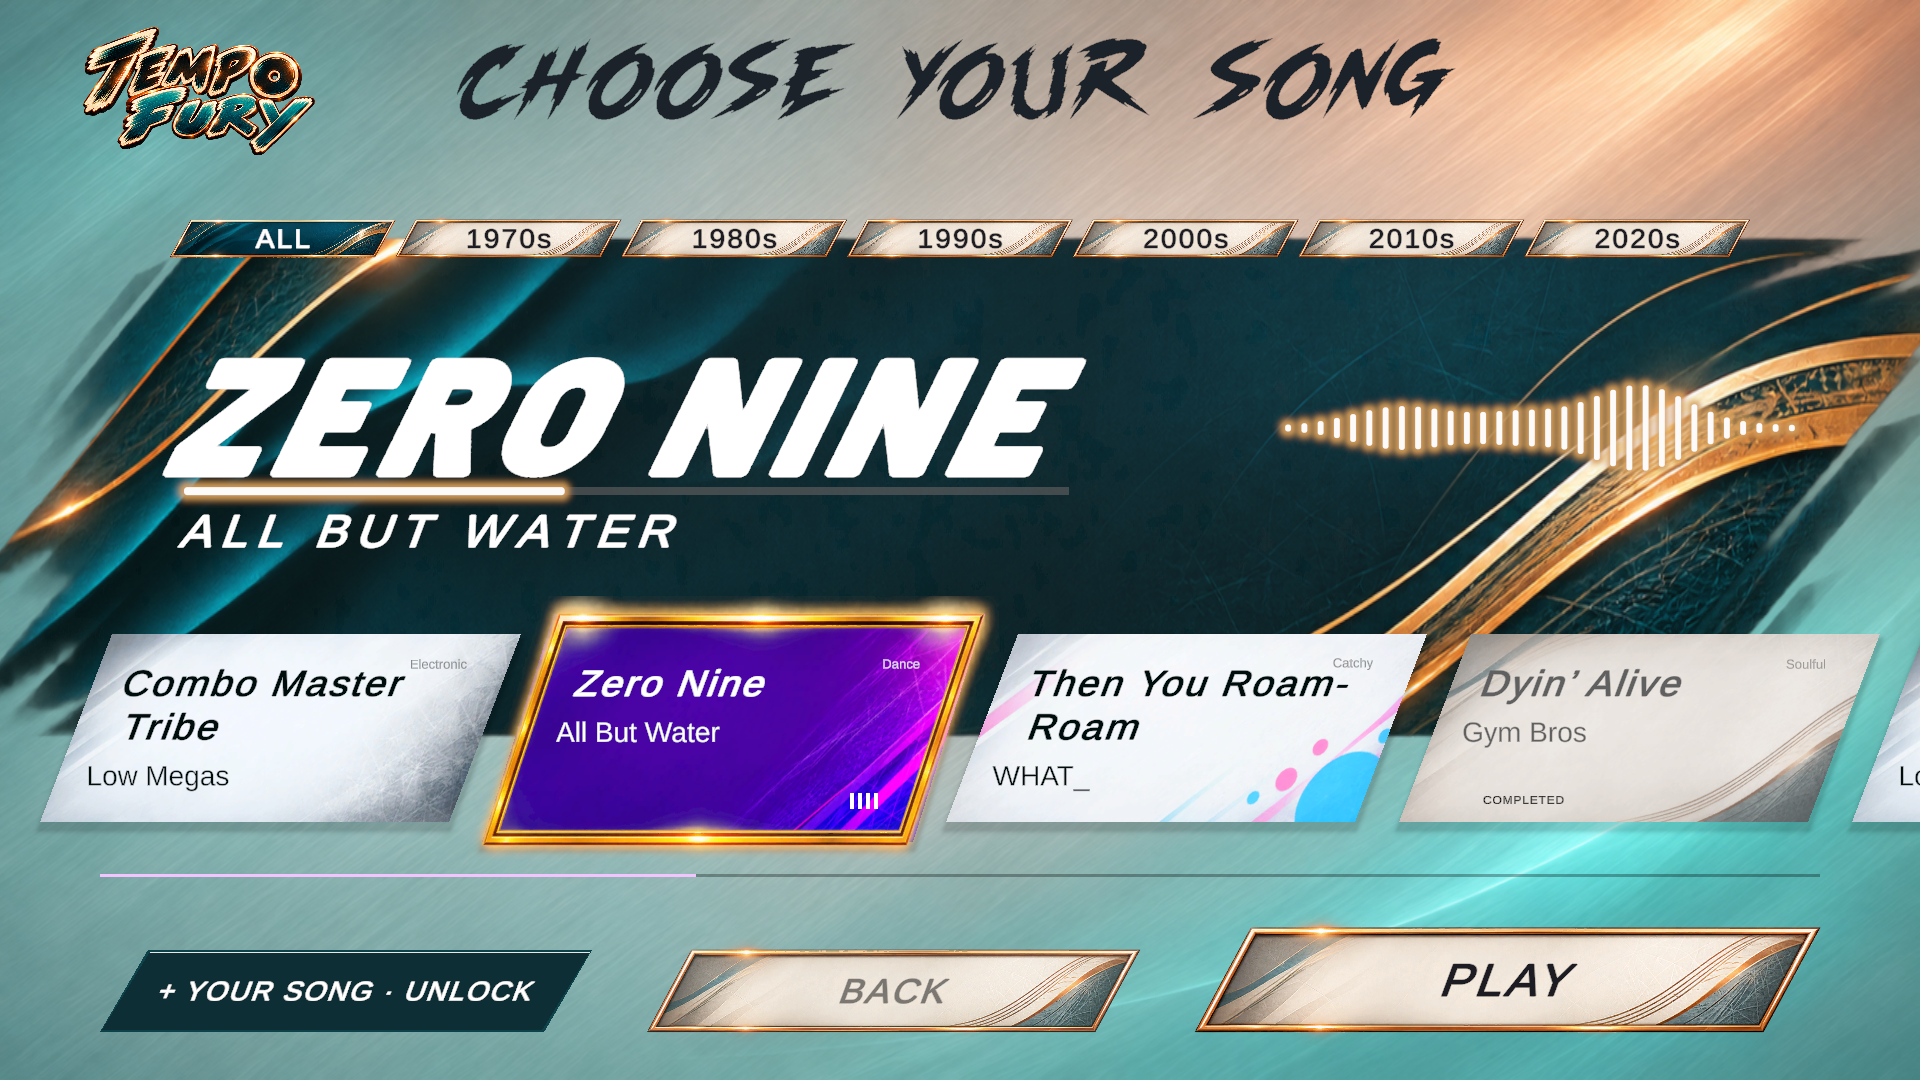 TEMPO
FURY
CHOOSE YOUR SONG
ALL
1970s
1980s
1990s
2000s
2010s
2020s
ZERO NINE
ALL BUT WATER
Combo Master
Tribe
Electronic
Low Megas
Zero Nine
Dance
All But Water
Then You Roam-
Roam
Catchy
WHAT_
Dyin’ Alive
Soulful
Gym Bros
COMPLETED
+ YOUR SONG · UNLOCK
BACK
PLAY